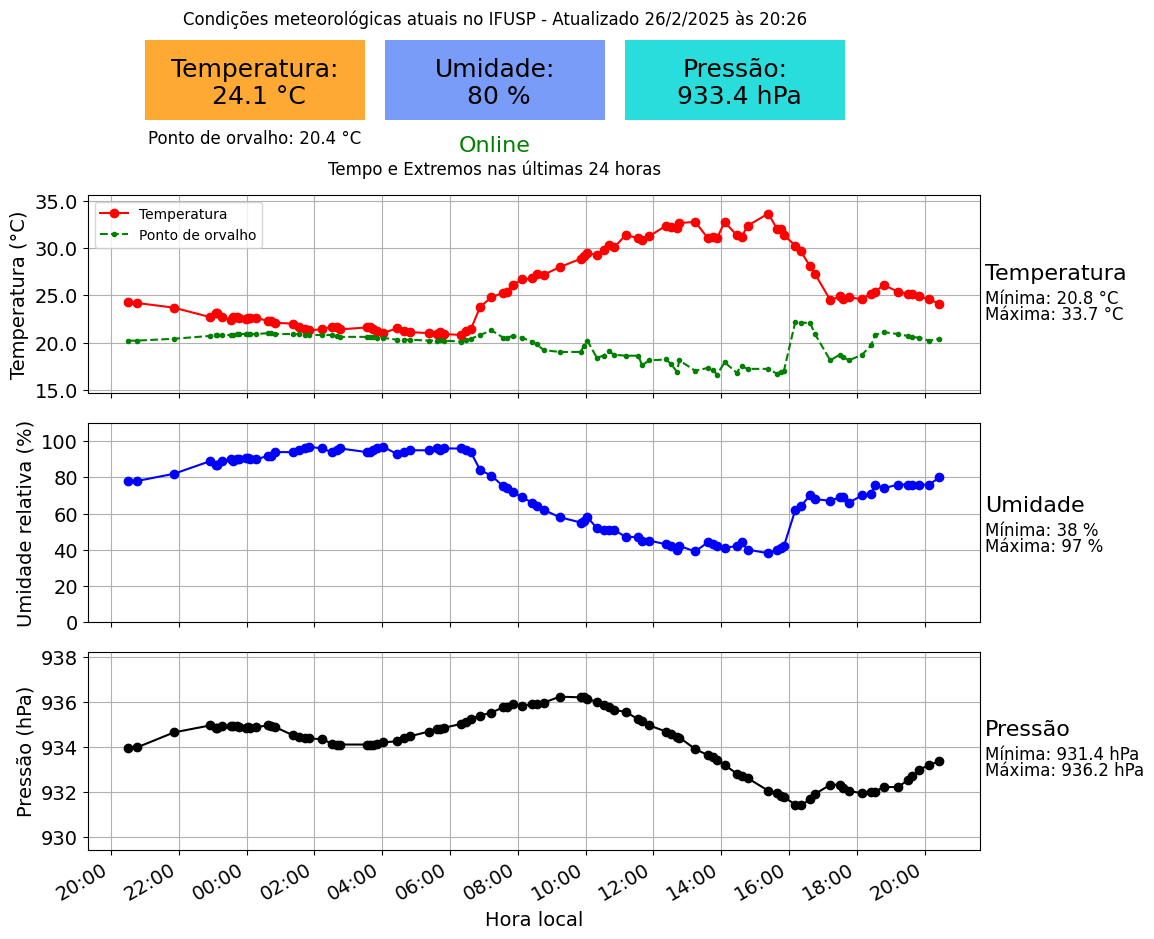 Condições meteorológicas atuais no IFUSP - Atualizado 26/2/2025 às 20:26
Temperatura:
24.1 °C
Umidade:
80 %
Pressão:
933.4 hPa
Ponto de orvalho: 20.4 °C
Online
Tempo e Extremos nas últimas 24 horas
Temperatura (°C)
35.0
30.0
25.0
20.0
15.0
Temperatura
Ponto de orvalho
Temperatura
Mínima: 20.8 °C
Máxima: 33.7 °C
Umidade relativa (%)
100
80
60
40
20
0
Umidade
Mínima: 38 %
Máxima: 97 %
Pressão (hPa)
938
936
934
932
930
Pressão
Mínima: 931.4 hPa
Máxima: 936.2 hPa
20:00
22:00
00:00
02:00
04:00
06:00
08:00
10:00
12:00
14:00
16:00
18:00
20:00
Hora local